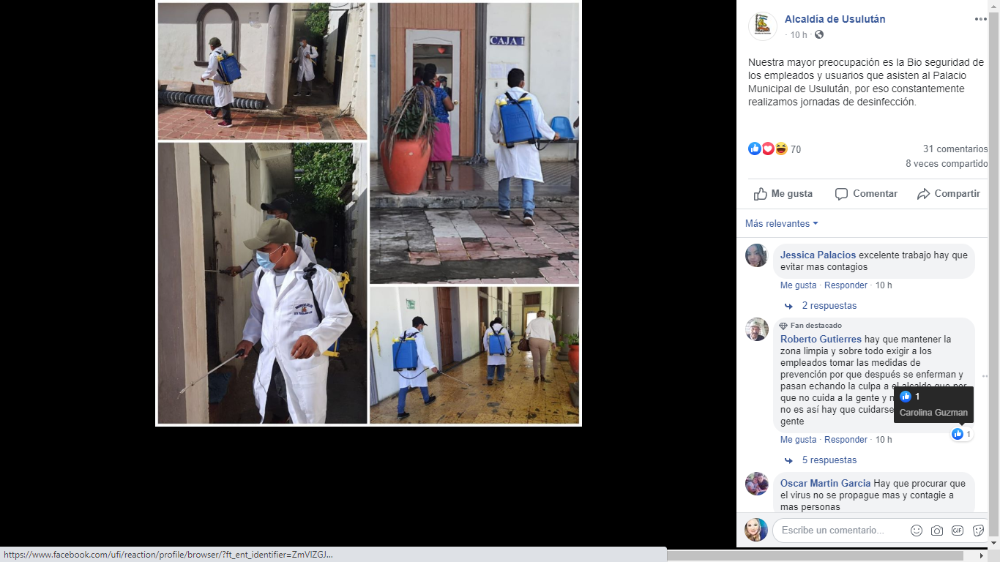 CAJA 1
Alcaldía de Usulután
· 10 h ·
Nuestra mayor preocupación es la Bio seguridad de
los empleados y usuarios que asisten al Palacio
Municipal de Usulután, por eso constantemente
realizamos jornadas de desinfección.
70
31 comentarios
8 veces compartido
Me gusta
Comentar
Compartir
Más relevantes
Jessica Palacios excelente trabajo hay que
evitar mas contagios
Me gusta · Responder · 10 h
2 respuestas
Fan destacado
Roberto Gutierres hay que mantener la
zona limpia y sobre todo exigir a los
empleados tomar las medidas de
prevención por que después se enferman y
pasan echando la culpa a el alcalde que por
que no cuida a la gente y
no es así hay que cuidarse
gente
1
Carolina Guzman
1
Me gusta · Responder · 10 h
5 respuestas
Oscar Martin Garcia Hay que procurar que
el virus no se propague mas y contagie a
mas personas
Escribe un comentario...
GIF
https://www.facebook.com/ufi/reaction/profile/browser/?ft_ent_identifier=ZmVlZGJ...